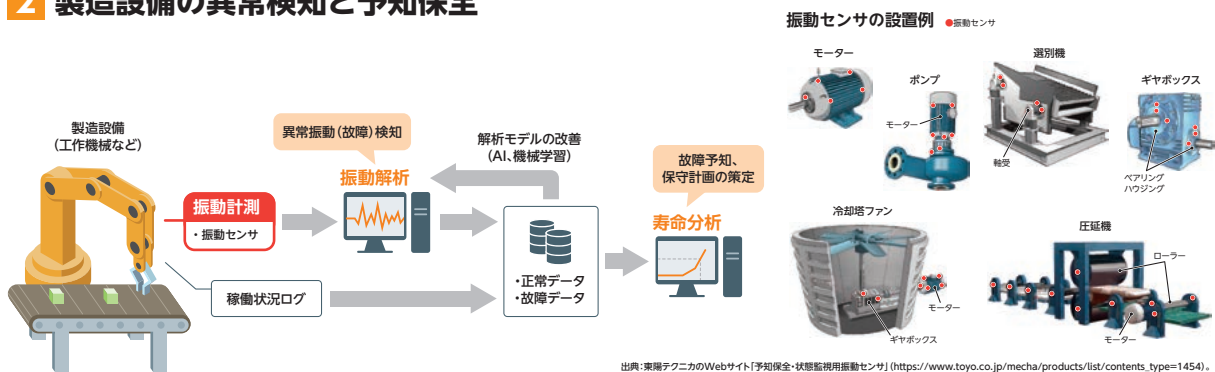 2 製造設備の異常検知と予知保全
製造設備
(工作機械など)
振動計測
・振動センサ
稼働状況ログ
異常振動(故障)検知
振動解析
解析モデルの改善
(AI、機械学習)
・正常データ
・故障データ
故障予知、
保守計画の策定
寿命分析
振動センサの設置例 ●振動センサ
モーター
ポンプ
モーター
選別機
軸受
ギヤボックス
ベアリング
ハウジング
冷却塔ファン
モーター
ギヤボックス
圧延機
ローラー
モーター
出典:東陽テクニカのWebサイト「予知保全・状態監視用振動センサ」(https://www.toyo.co.jp/mecha/products/list/contents_type=1454)。